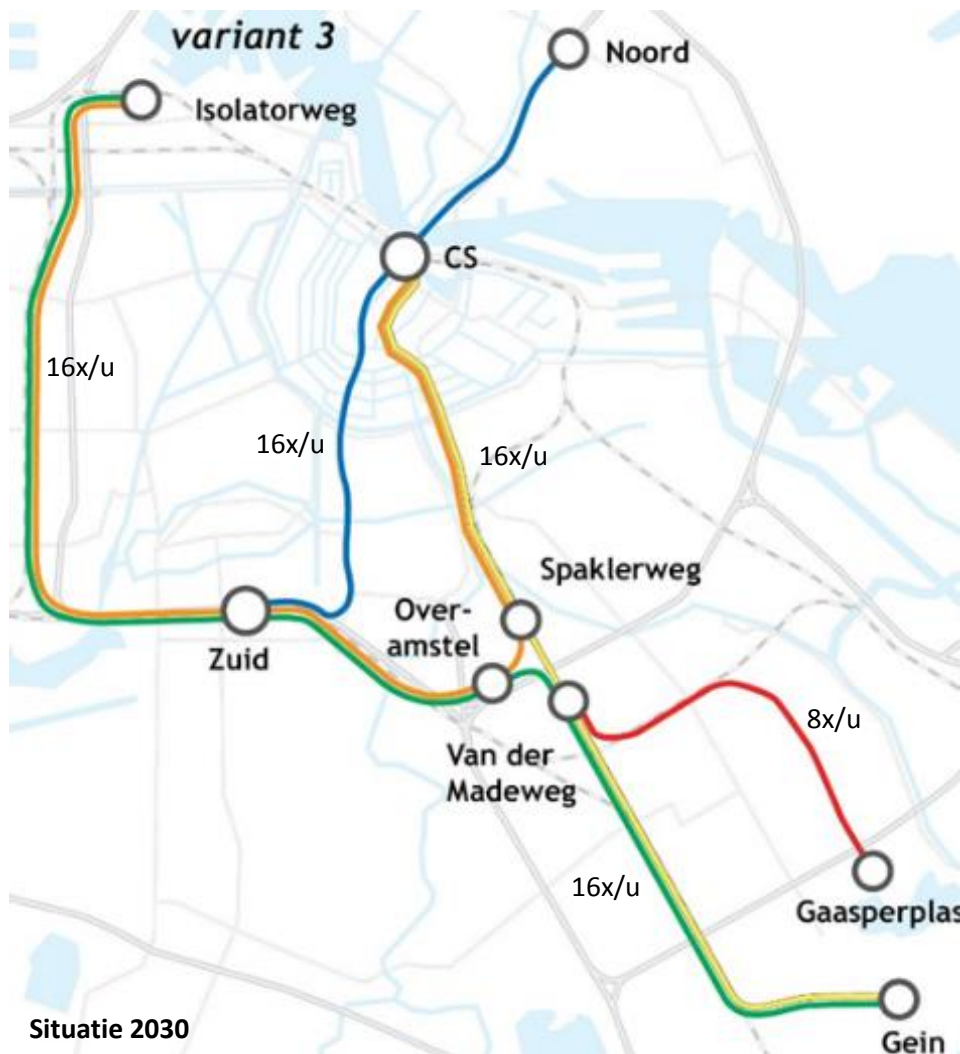 variant 3
Noord
Isolatorweg
CS
16x/u
16x/u
16x/u
Spaklerweg
Over-
amstel
Zuid
8x/u
Van der
Madeweg
16x/u
Gaasperplas
Situatie 2030
Gein